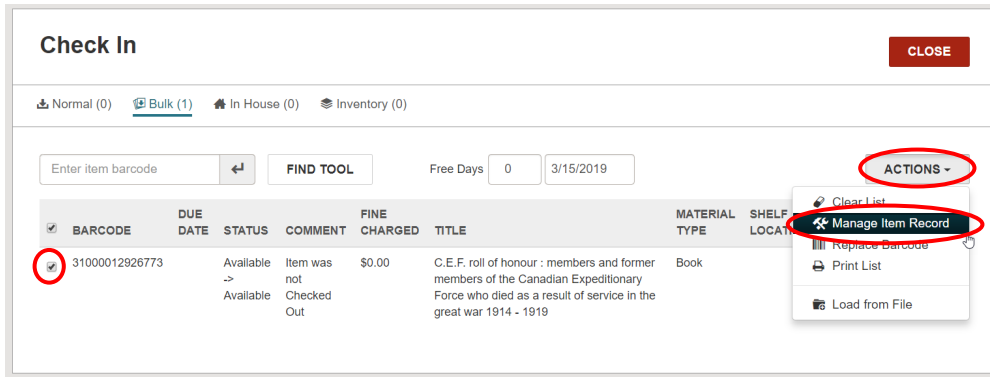 Check In
CLOSE
Normal (0) Bulk (1) In House (0) Inventory (0)
Enter item barcode FIND TOOL Free Days 0 3/15/2019 ACTIONS
BARCODE DUE DATE STATUS COMMENT FINE CHARGED TITLE MATERIAL TYPE SHELF
31000012926773 Available -> Available Item was not Checked Out $0.00 C.E.F. roll of honour : members and former members of the Canadian Expeditionary Force who died as a result of service in the great war 1914 - 1919 Book
Clear List
Manage Item Record
Replace Barcode
Print List
Load from File